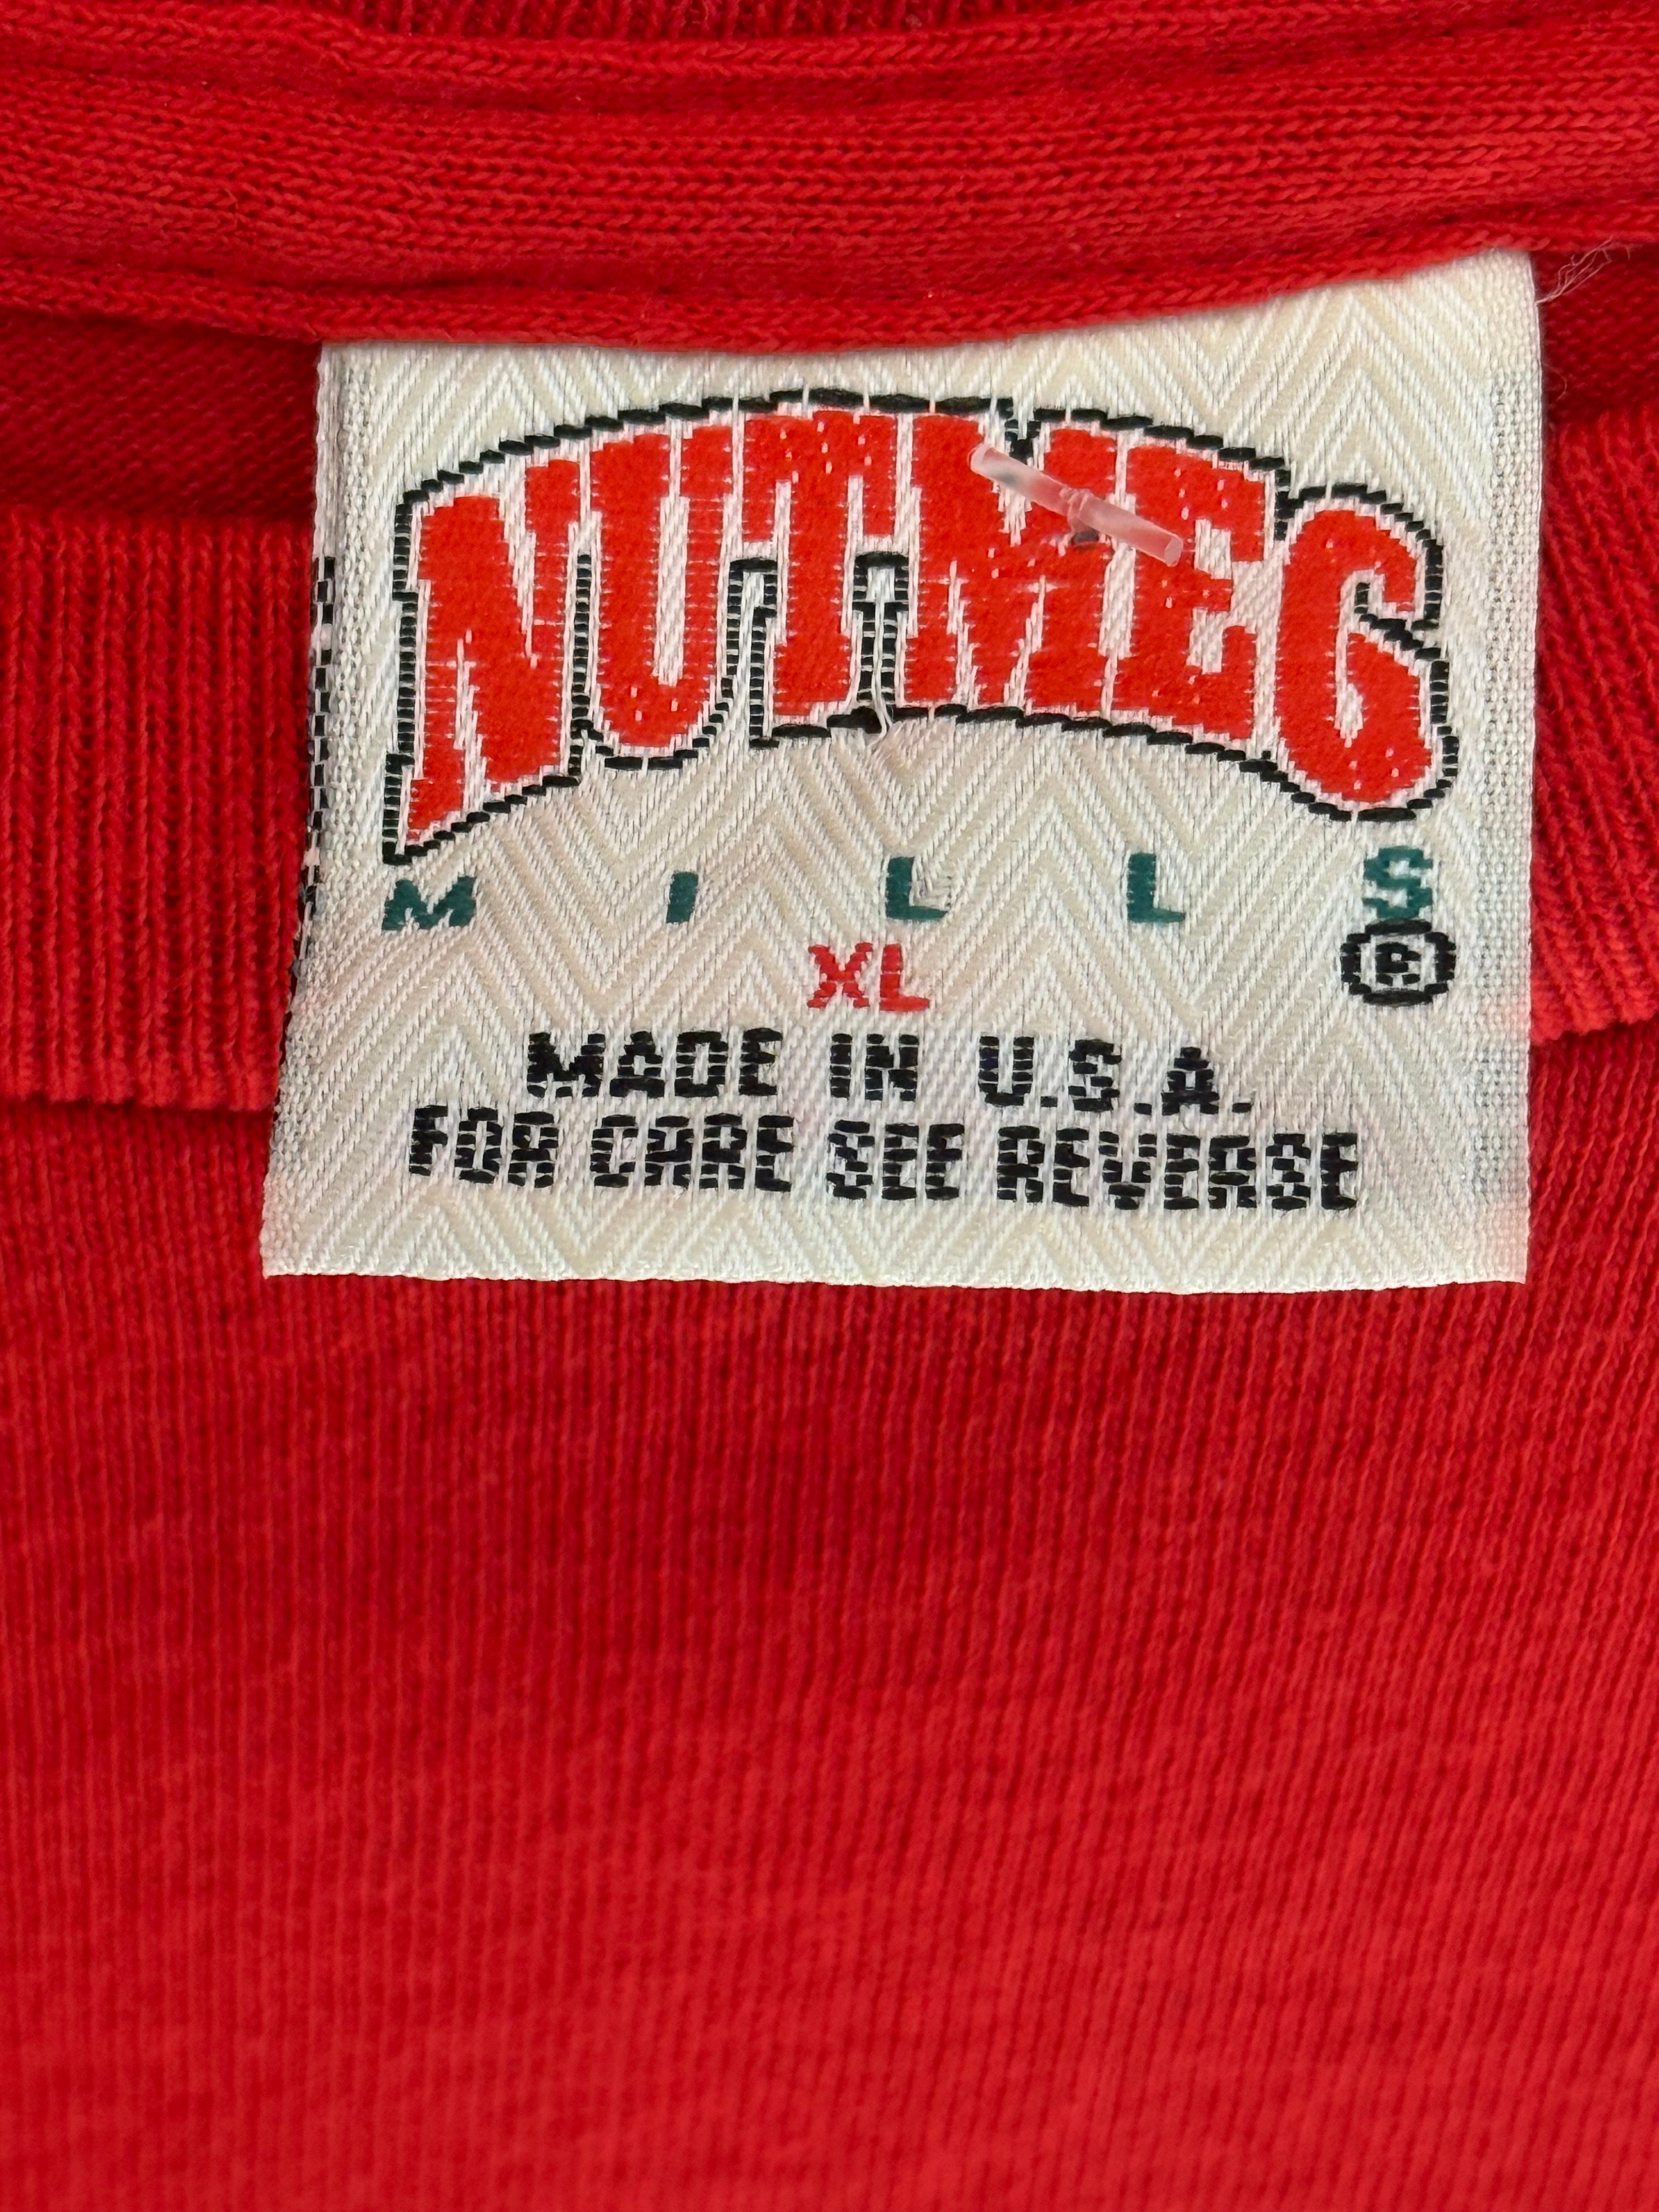 NUTMEG
MILLS
®
XL
MADE IN U.S.A.
FOR CARE SEE REVERSE